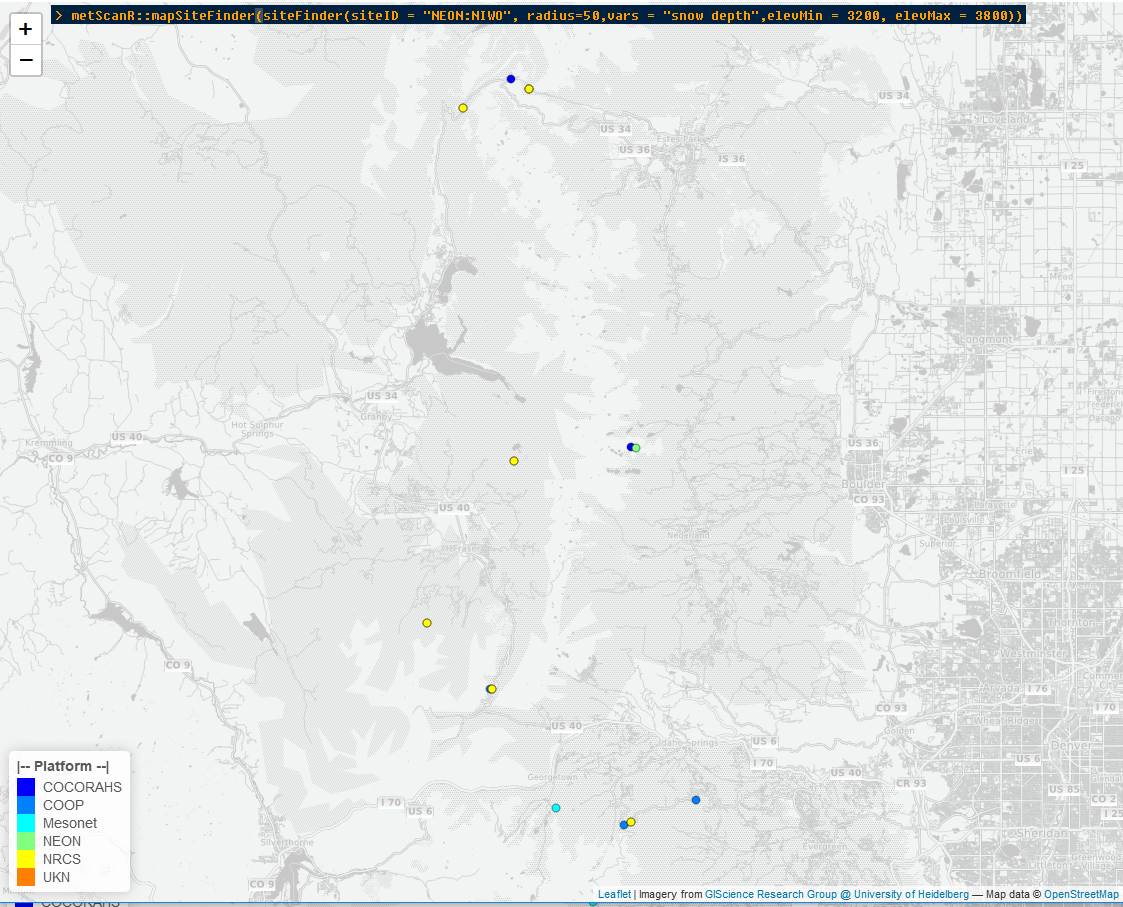 > metScanR::mapSiteFinder(siteFinder(siteID = "NEON:NIWO", radius=50,vars = "snow depth",elevMin = 3200, elevMax = 3800))
+
−
US 34
Loveland
US 34
Estes Park
US 36
US 36
I 25
Mead
Lyons
Longmont
US 34
Granby
Hot Sulphur
Springs
US 40
Kremmling
CO 9
US 36
Erie
I 25
Boulder
CO 93
Lafayette
Louisville
Superior
US 40
Fraser
Nederland
Broomfield
Thornton
Westminster
CO 9
Arvada
I 76
CO 93
I 70
Wheat Ridge
Golden
US 40
Idaho Springs
US 6
Denver
I 70
US 6
Georgetown
US 40
CR 93
US 85
CO 2
I 70
US 6
I 25
Silverthorne
Evergreen
Sheridan
Greenwood
CO 9
|-- Platform --|
COCORAHS
COOP
Mesonet
NEON
NRCS
UKN
Leaflet | Imagery from GIScience Research Group @ University of Heidelberg — Map data © OpenStreetMap
COCORAHS